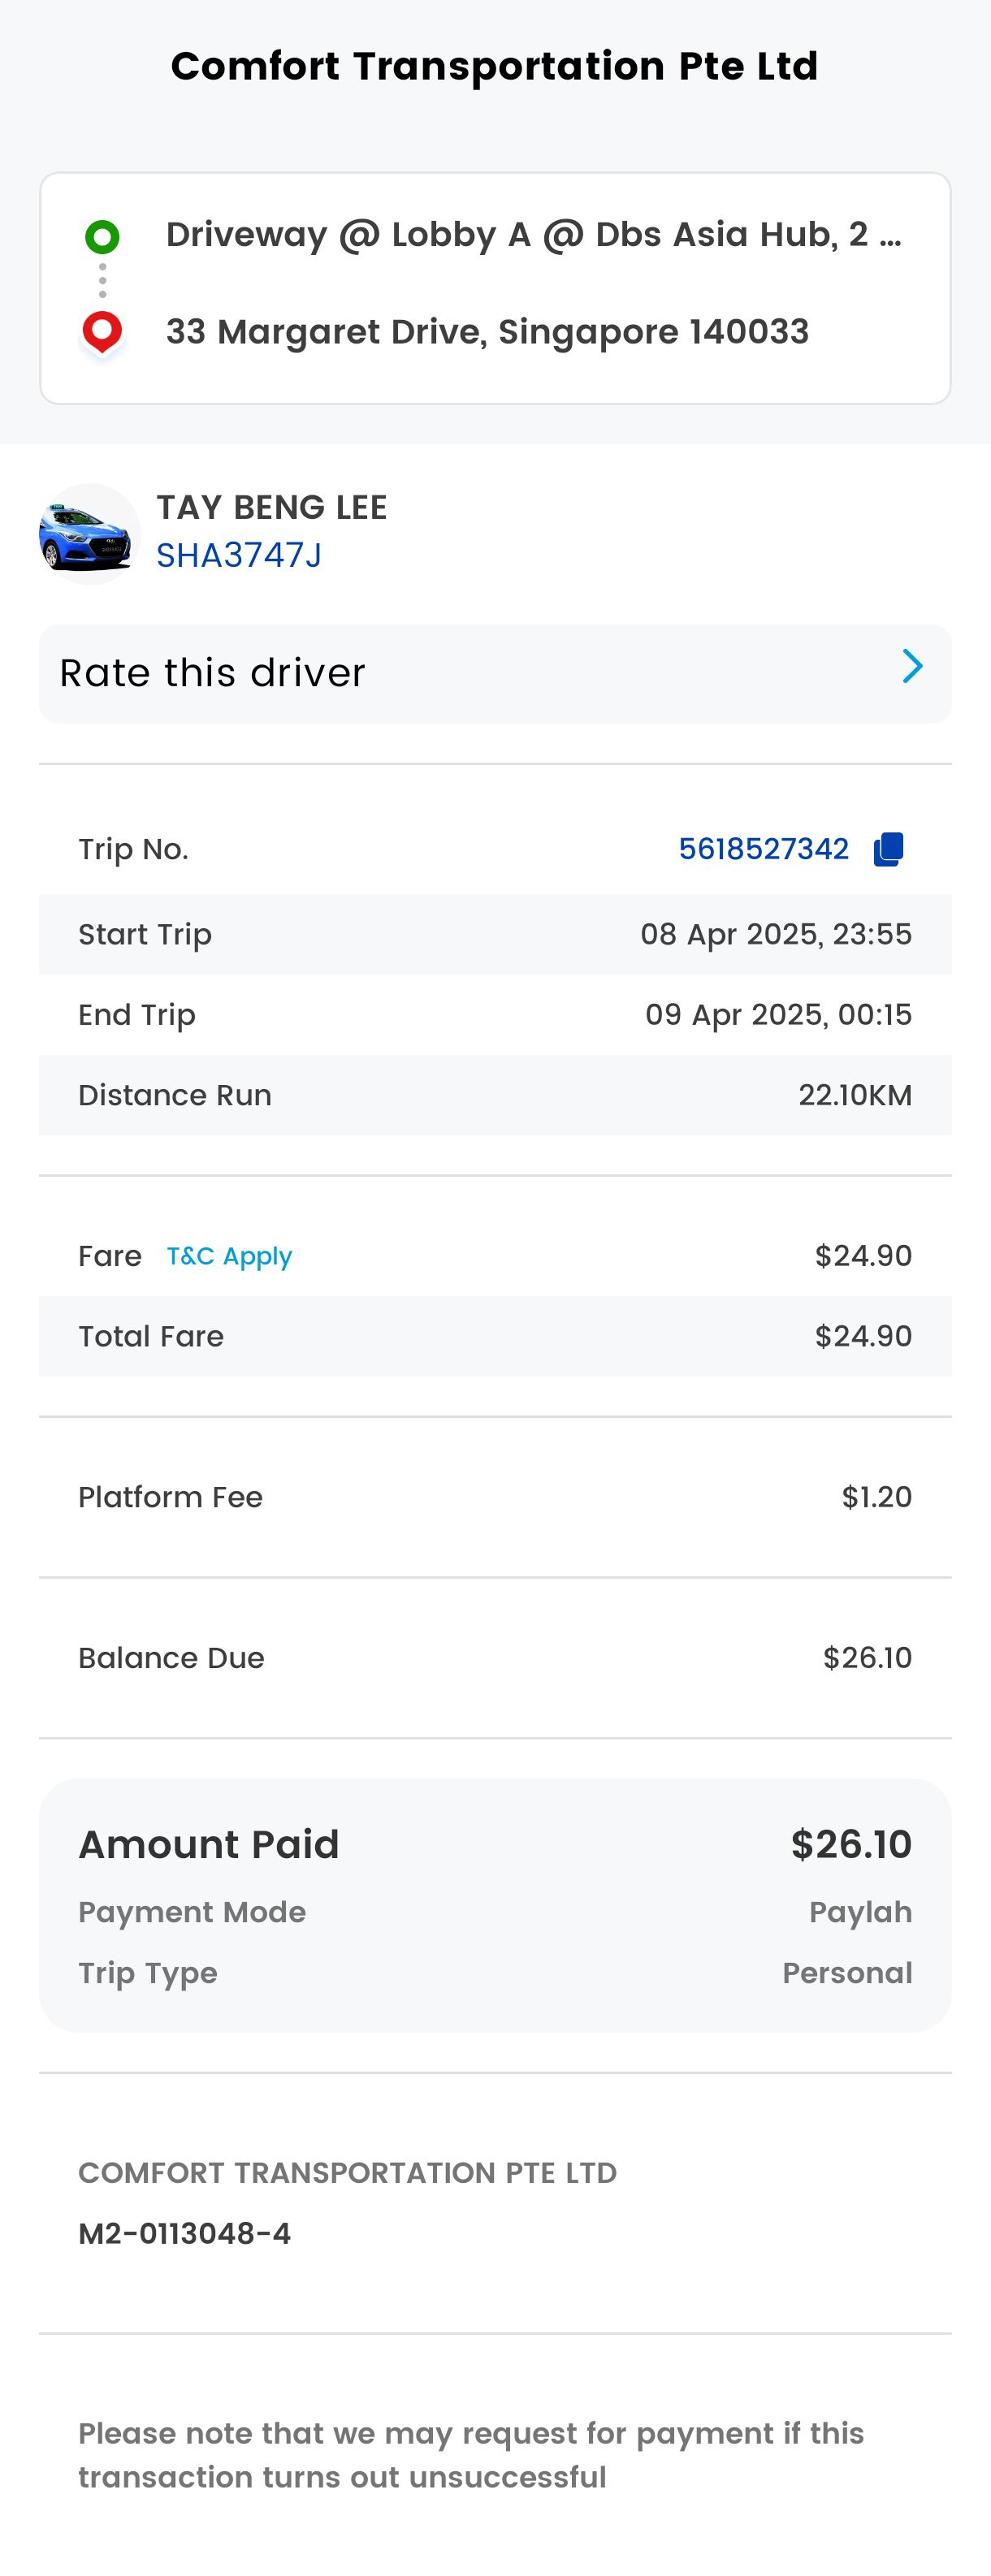 Comfort Transportation Pte Ltd
Driveway @ Lobby A @ Dbs Asia Hub, 2 ...
33 Margaret Drive, Singapore 140033
TAY BENG LEE
SHA3747J
Rate this driver
Trip No. 5618527342
Start Trip 08 Apr 2025, 23:55
End Trip 09 Apr 2025, 00:15
Distance Run 22.10KM
Fare T&C Apply $24.90
Total Fare $24.90
Platform Fee $1.20
Balance Due $26.10
Amount Paid $26.10
Payment Mode Paylah
Trip Type Personal
COMFORT TRANSPORTATION PTE LTD
M2-0113048-4
Please note that we may request for payment if this
transaction turns out unsuccessful